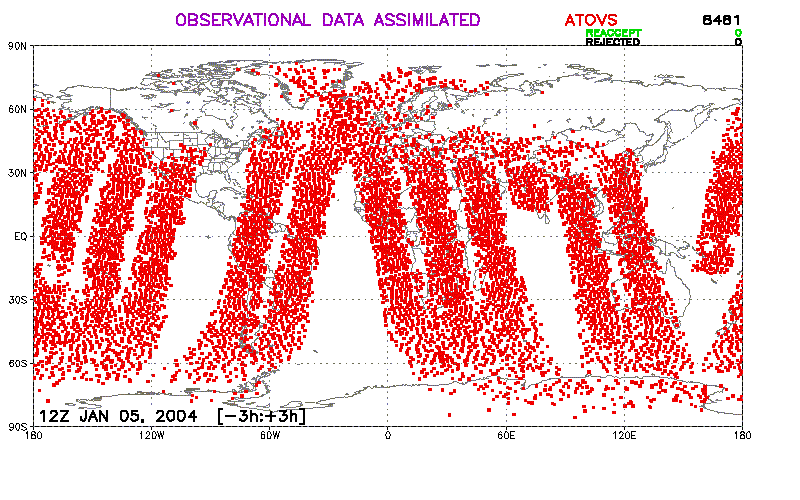 OBSERVATIONAL DATA ASSIMILATED ATOVS 6461
REACCEPT 0
REJECTED 0
90N
60N
30N
EQ
30S
60S
90S
12Z JAN 05, 2004 [-3h:+3h]
180 120W 60W 0 60E 120E 180